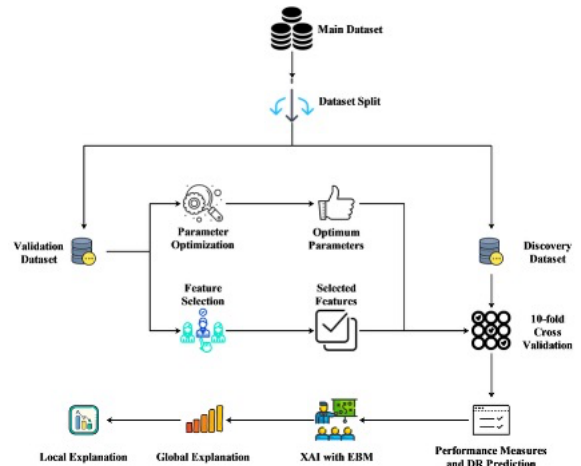 Main Dataset
Dataset Split
Validation
Dataset
Parameter
Optimization
Optimum
Parameters
Discovery
Dataset
Feature
Selection
Selected
Features
10-fold
Cross
Validation
Local Explanation
Global Explanation
XAI with EBM
Performance Measures
and DR Prediction